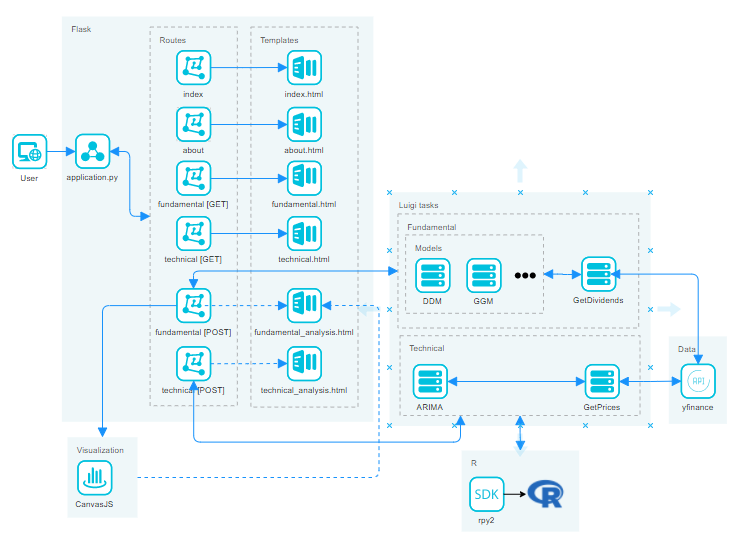 Flask
Routes
Templates
index
index.html
about
about.html
User
application.py
fundamental [GET]
fundamental.html
technical [GET]
technical.html
fundamental [POST]
fundamental_analysis.html
technical [POST]
technical_analysis.html
Luigi tasks
Fundamental
Models
DDM
GGM
GetDividends
Technical
ARIMA
GetPrices
Data
API
yfinance
Visualization
CanvasJS
R
SDK
R
rpy2